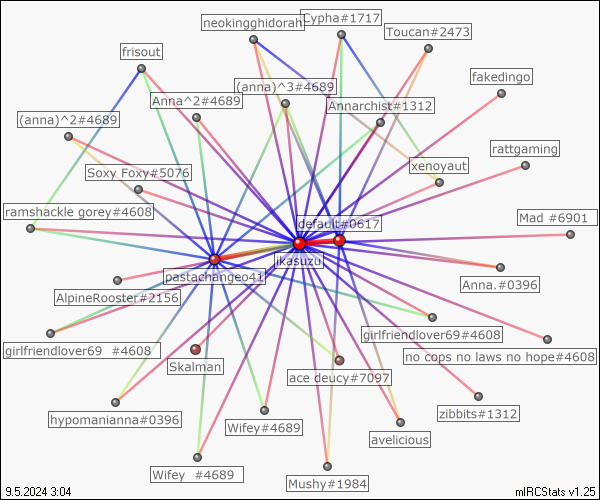 neokingghidorah
Cypha#1717
Toucan#2473
frisout
fakedingo
(anna)^3#4689
Anna^2#4689
Annarchist#1312
(anna)^2#4689
rattgaming
xenoyaut
Soxy Foxy#5076
ramshackle gorey#4608
default#0617
Mad #6901
jkasuzu
pastachangeo41
Anna.#0396
AlpineRooster#2156
girlfriendlover69#4608
girlfriendlover69 #4608
no cops no laws no hope#4608
Skalman
ace deucy#7097
zibbits#1312
hypomanianna#0396
Wifey#4689
avelicious
Wifey #4689
Mushy#1984
9.5.2024 3:04
mIRCStats v1.25